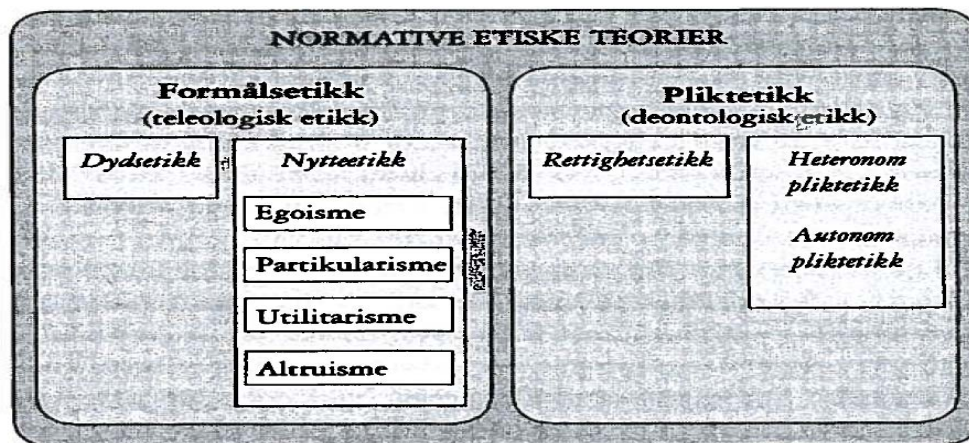 NORMATIVE ETISKE TEORIER
Formålsetikk
(teleologisk etikk)
Dydsetikk
Nytteetikk
Egoisme
Partikularisme
Utilitarisme
Altruisme
Pliktetikk
(deontologisk etikk)
Rettighetsetikk
Heteronom
pliktetikk
Autonom
pliktetikk